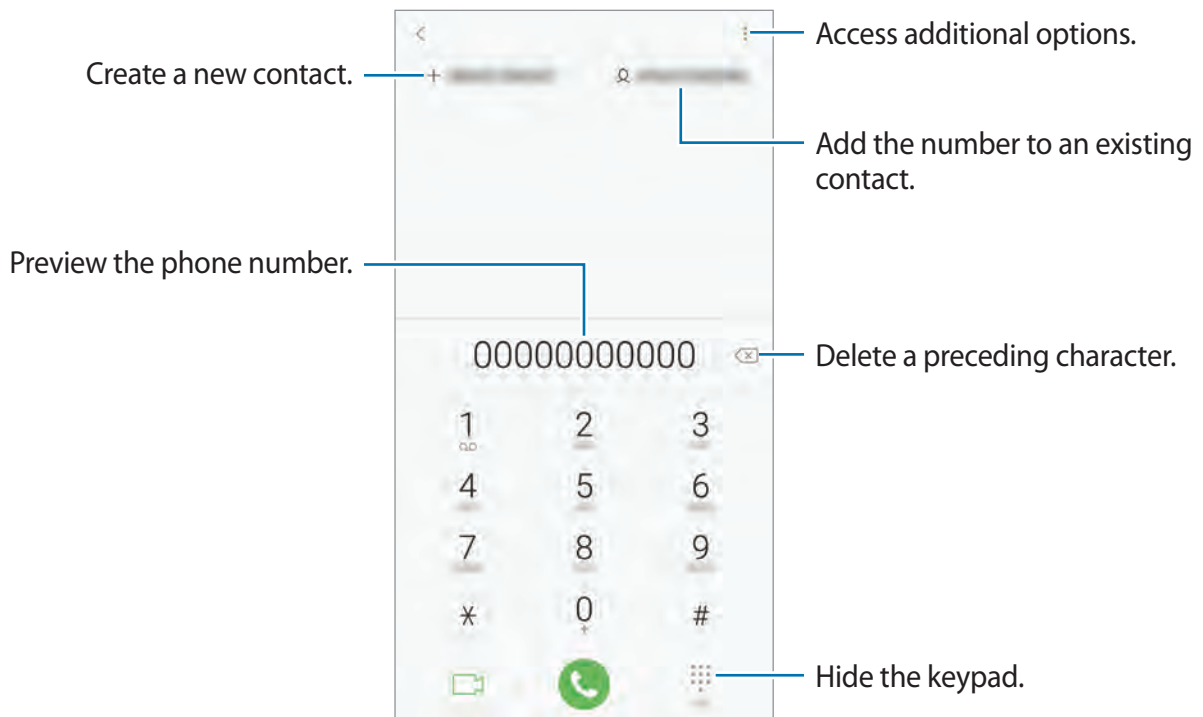 Access additional options.
Create a new contact.
Add the number to an existing
contact.
Preview the phone number.
00000000000
Delete a preceding character.
1 2 3
4 5 6
7 8 9
* 0 #
+
Hide the keypad.